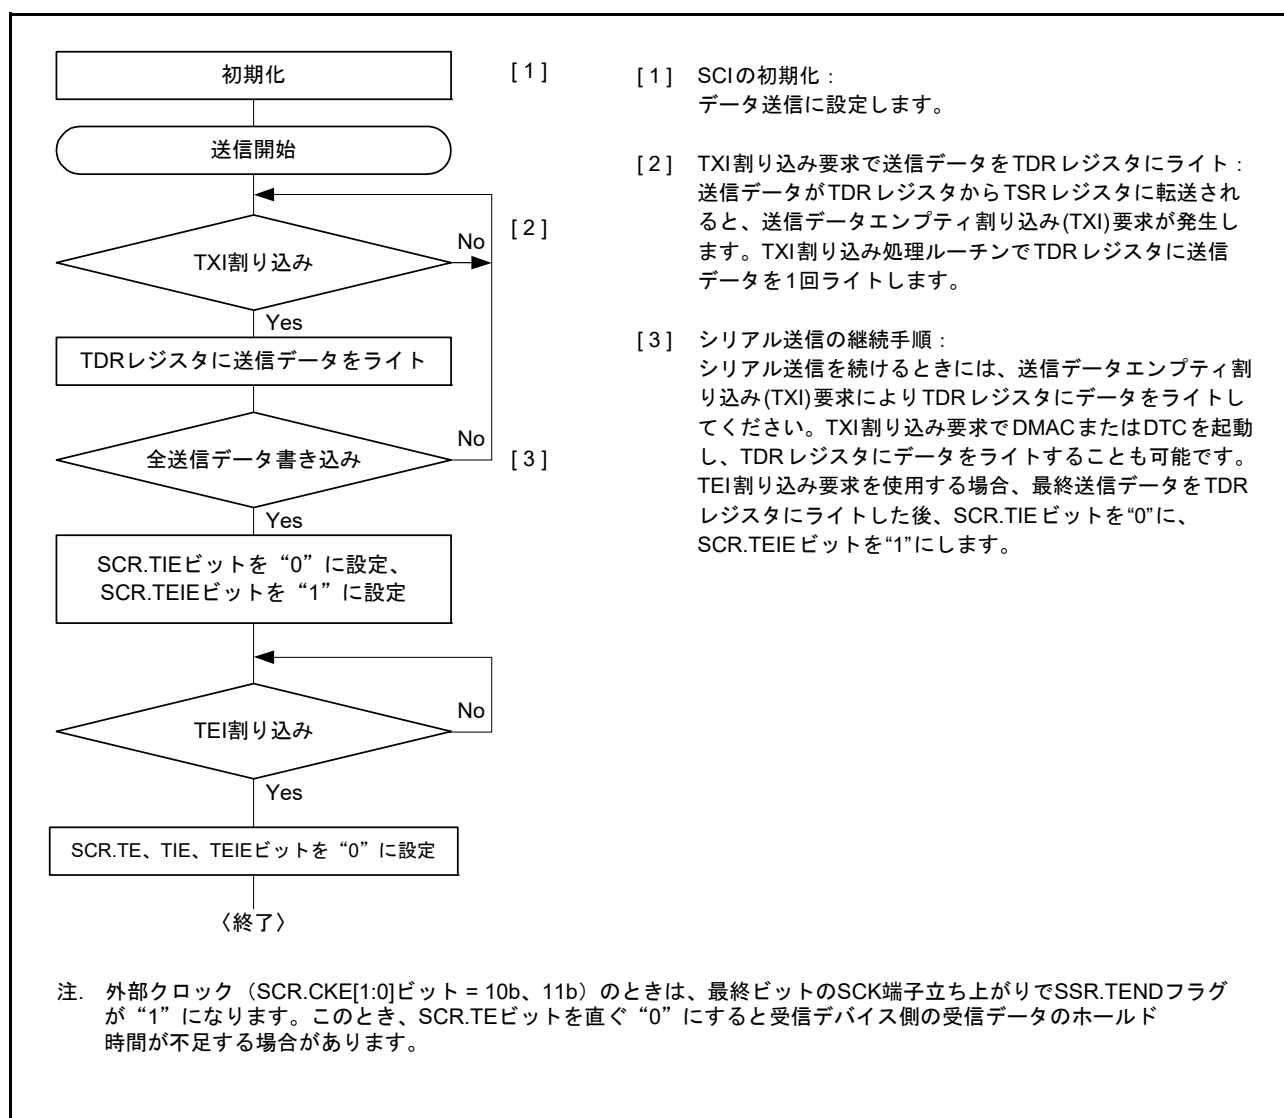 初期化
[1]
送信開始
[2]
TXI割り込み
No
Yes
TDRレジスタに送信データをライト
全送信データ書き込み
No
[3]
Yes
SCR.TIEビットを“0”に設定、
SCR.TEIEビットを“1”に設定
TEI割り込み
No
Yes
SCR.TE、TIE、TEIEビットを“0”に設定
〈終了〉
[1] SCIの初期化:
データ送信に設定します。
[2] TXI割り込み要求で送信データをTDRレジスタにライト:
送信データがTDRレジスタからTSRレジスタに転送され
ると、送信データエンプティ割り込み(TXI)要求が発生し
ます。TXI割り込み処理ルーチンでTDRレジスタに送信
データを1回ライトします。
[3] シリアル送信の継続手順:
シリアル送信を続けるときには、送信データエンプティ割
り込み(TXI)要求によりTDRレジスタにデータをライトし
てください。TXI割り込み要求でDMACまたはDTCを起動
し、TDRレジスタにデータをライトすることも可能です。
TEI割り込み要求を使用する場合、最終送信データをTDR
レジスタにライトした後、SCR.TIEビットを“0”に、
SCR.TEIEビットを“1”にします。
注. 外部クロック(SCR.CKE[1:0]ビット = 10b、11b)のときは、最終ビットのSCK端子立ち上がりでSSR.TENDフラグ
が“1”になります。このとき、SCR.TEビットを直ぐ“0”にすると受信デバイス側の受信データのホールド
時間が不足する場合があります。